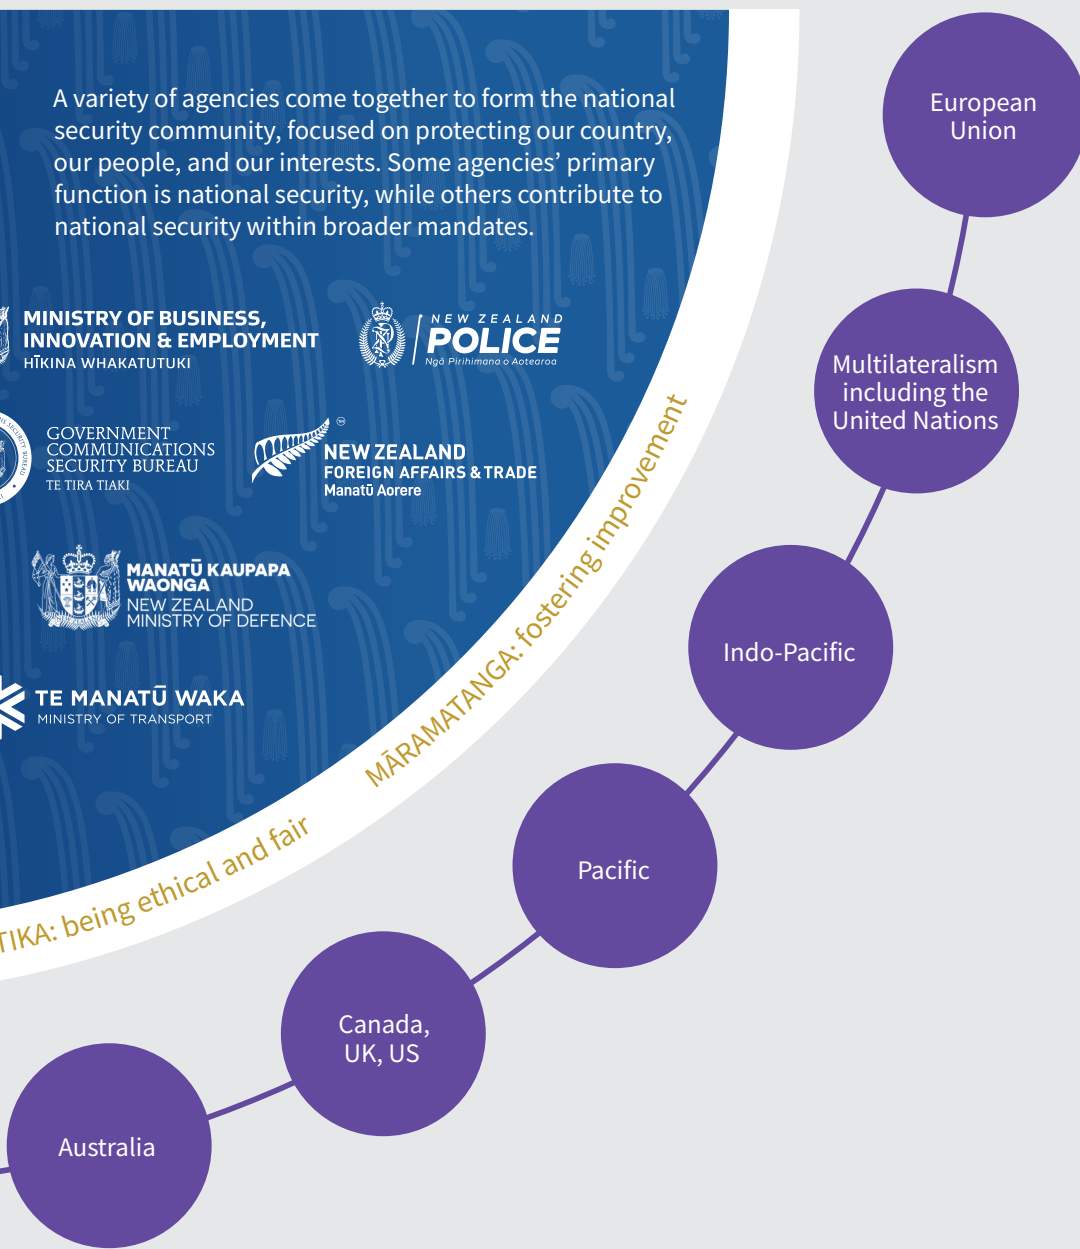 A variety of agencies come together to form the national
security community, focused on protecting our country,
our people, and our interests. Some agencies’ primary
function is national security, while others contribute to
national security within broader mandates.
MINISTRY OF BUSINESS,
INNOVATION & EMPLOYMENT
HĪKINA WHAKATUTUKI
NEW ZEALAND
POLICE
Ngā Pirihimana o Aotearoa
GOVERNMENT
COMMUNICATIONS
SECURITY BUREAU
TE TIRA TIAKI
NEW ZEALAND
FOREIGN AFFAIRS & TRADE
Manatū Aorere
MANATŪ KAUPAPA
WAONGA
NEW ZEALAND
MINISTRY OF DEFENCE
TE MANATŪ WAKA
MINISTRY OF TRANSPORT
TIKA: being ethical and fair
MĀRAMATANGA: fostering improvement
European
Union
Multilateralism
including the
United Nations
Indo-Pacific
Pacific
Canada,
UK, US
Australia